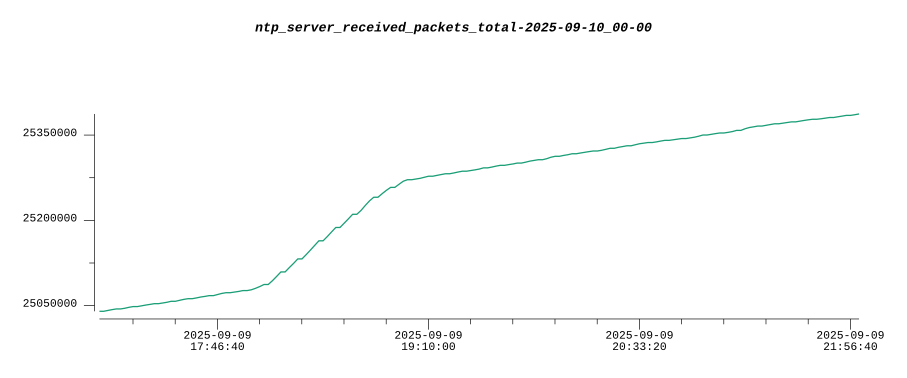 ntp_server_received_packets_total-2025-09-10_00-00
25350000
25200000
25050000
2025-09-09 2025-09-09 2025-09-09 2025-09-09
17:46:40 19:10:00 20:33:20 21:56:40